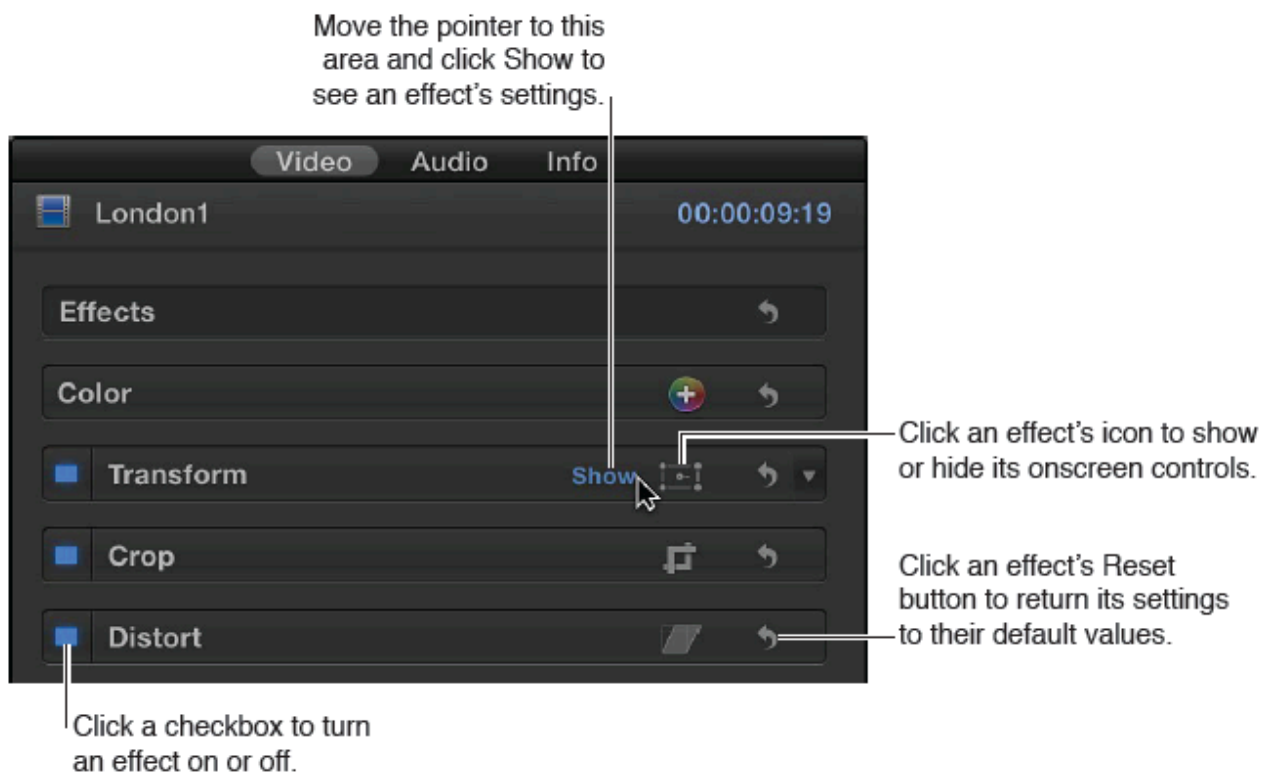 Move the pointer to this
area and click Show to
see an effect’s settings.
Video Audio Info
London1 00:00:09:19
Effects
Color
Transform Show
Click an effect’s icon to show
or hide its onscreen controls.
Crop
Click an effect’s Reset
button to return its settings
to their default values.
Distort
Click a checkbox to turn
an effect on or off.